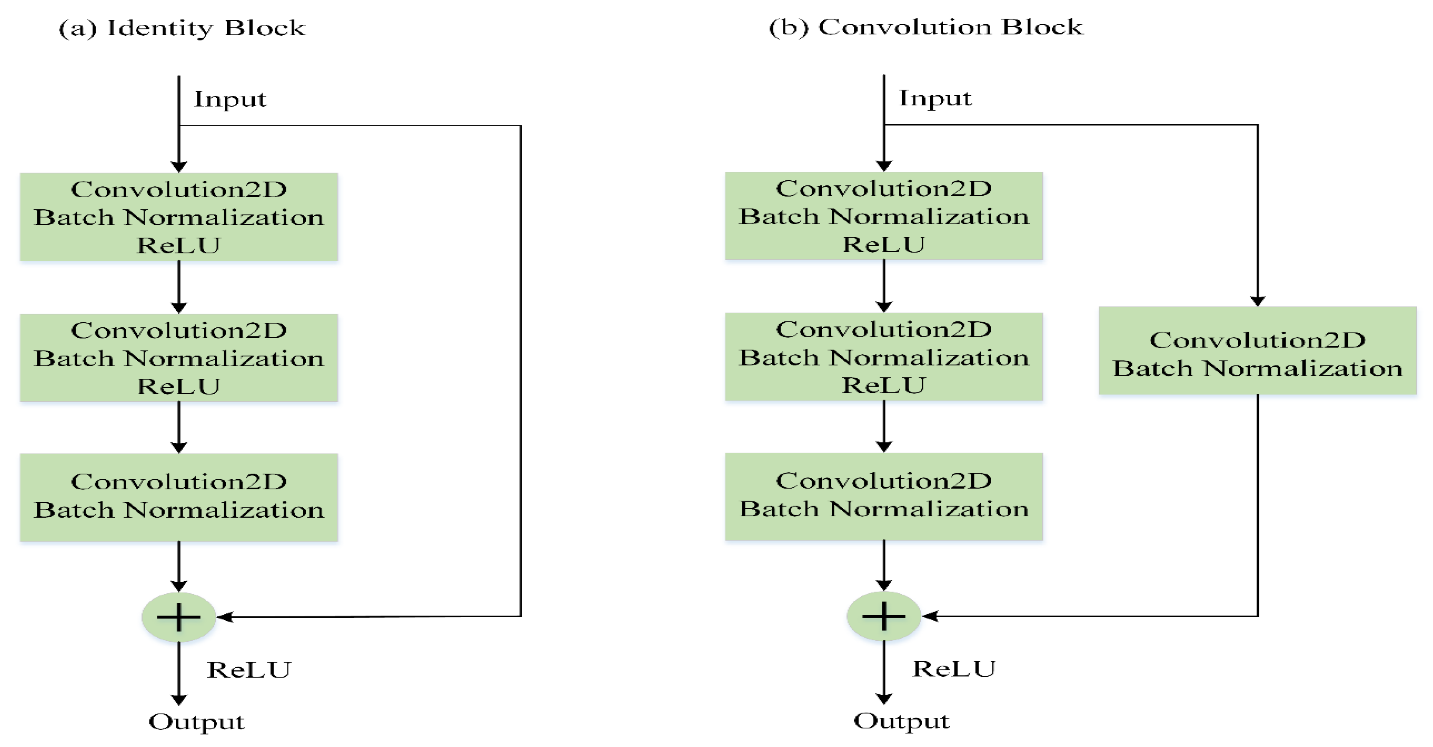 (a) Identity Block
Input
Convolution2D
Batch Normalization
ReLU
Convolution2D
Batch Normalization
ReLU
Convolution2D
Batch Normalization
+
ReLU
Output
(b) Convolution Block
Input
Convolution2D
Batch Normalization
ReLU
Convolution2D
Batch Normalization
ReLU
Convolution2D
Batch Normalization
Convolution2D
Batch Normalization
+
ReLU
Output